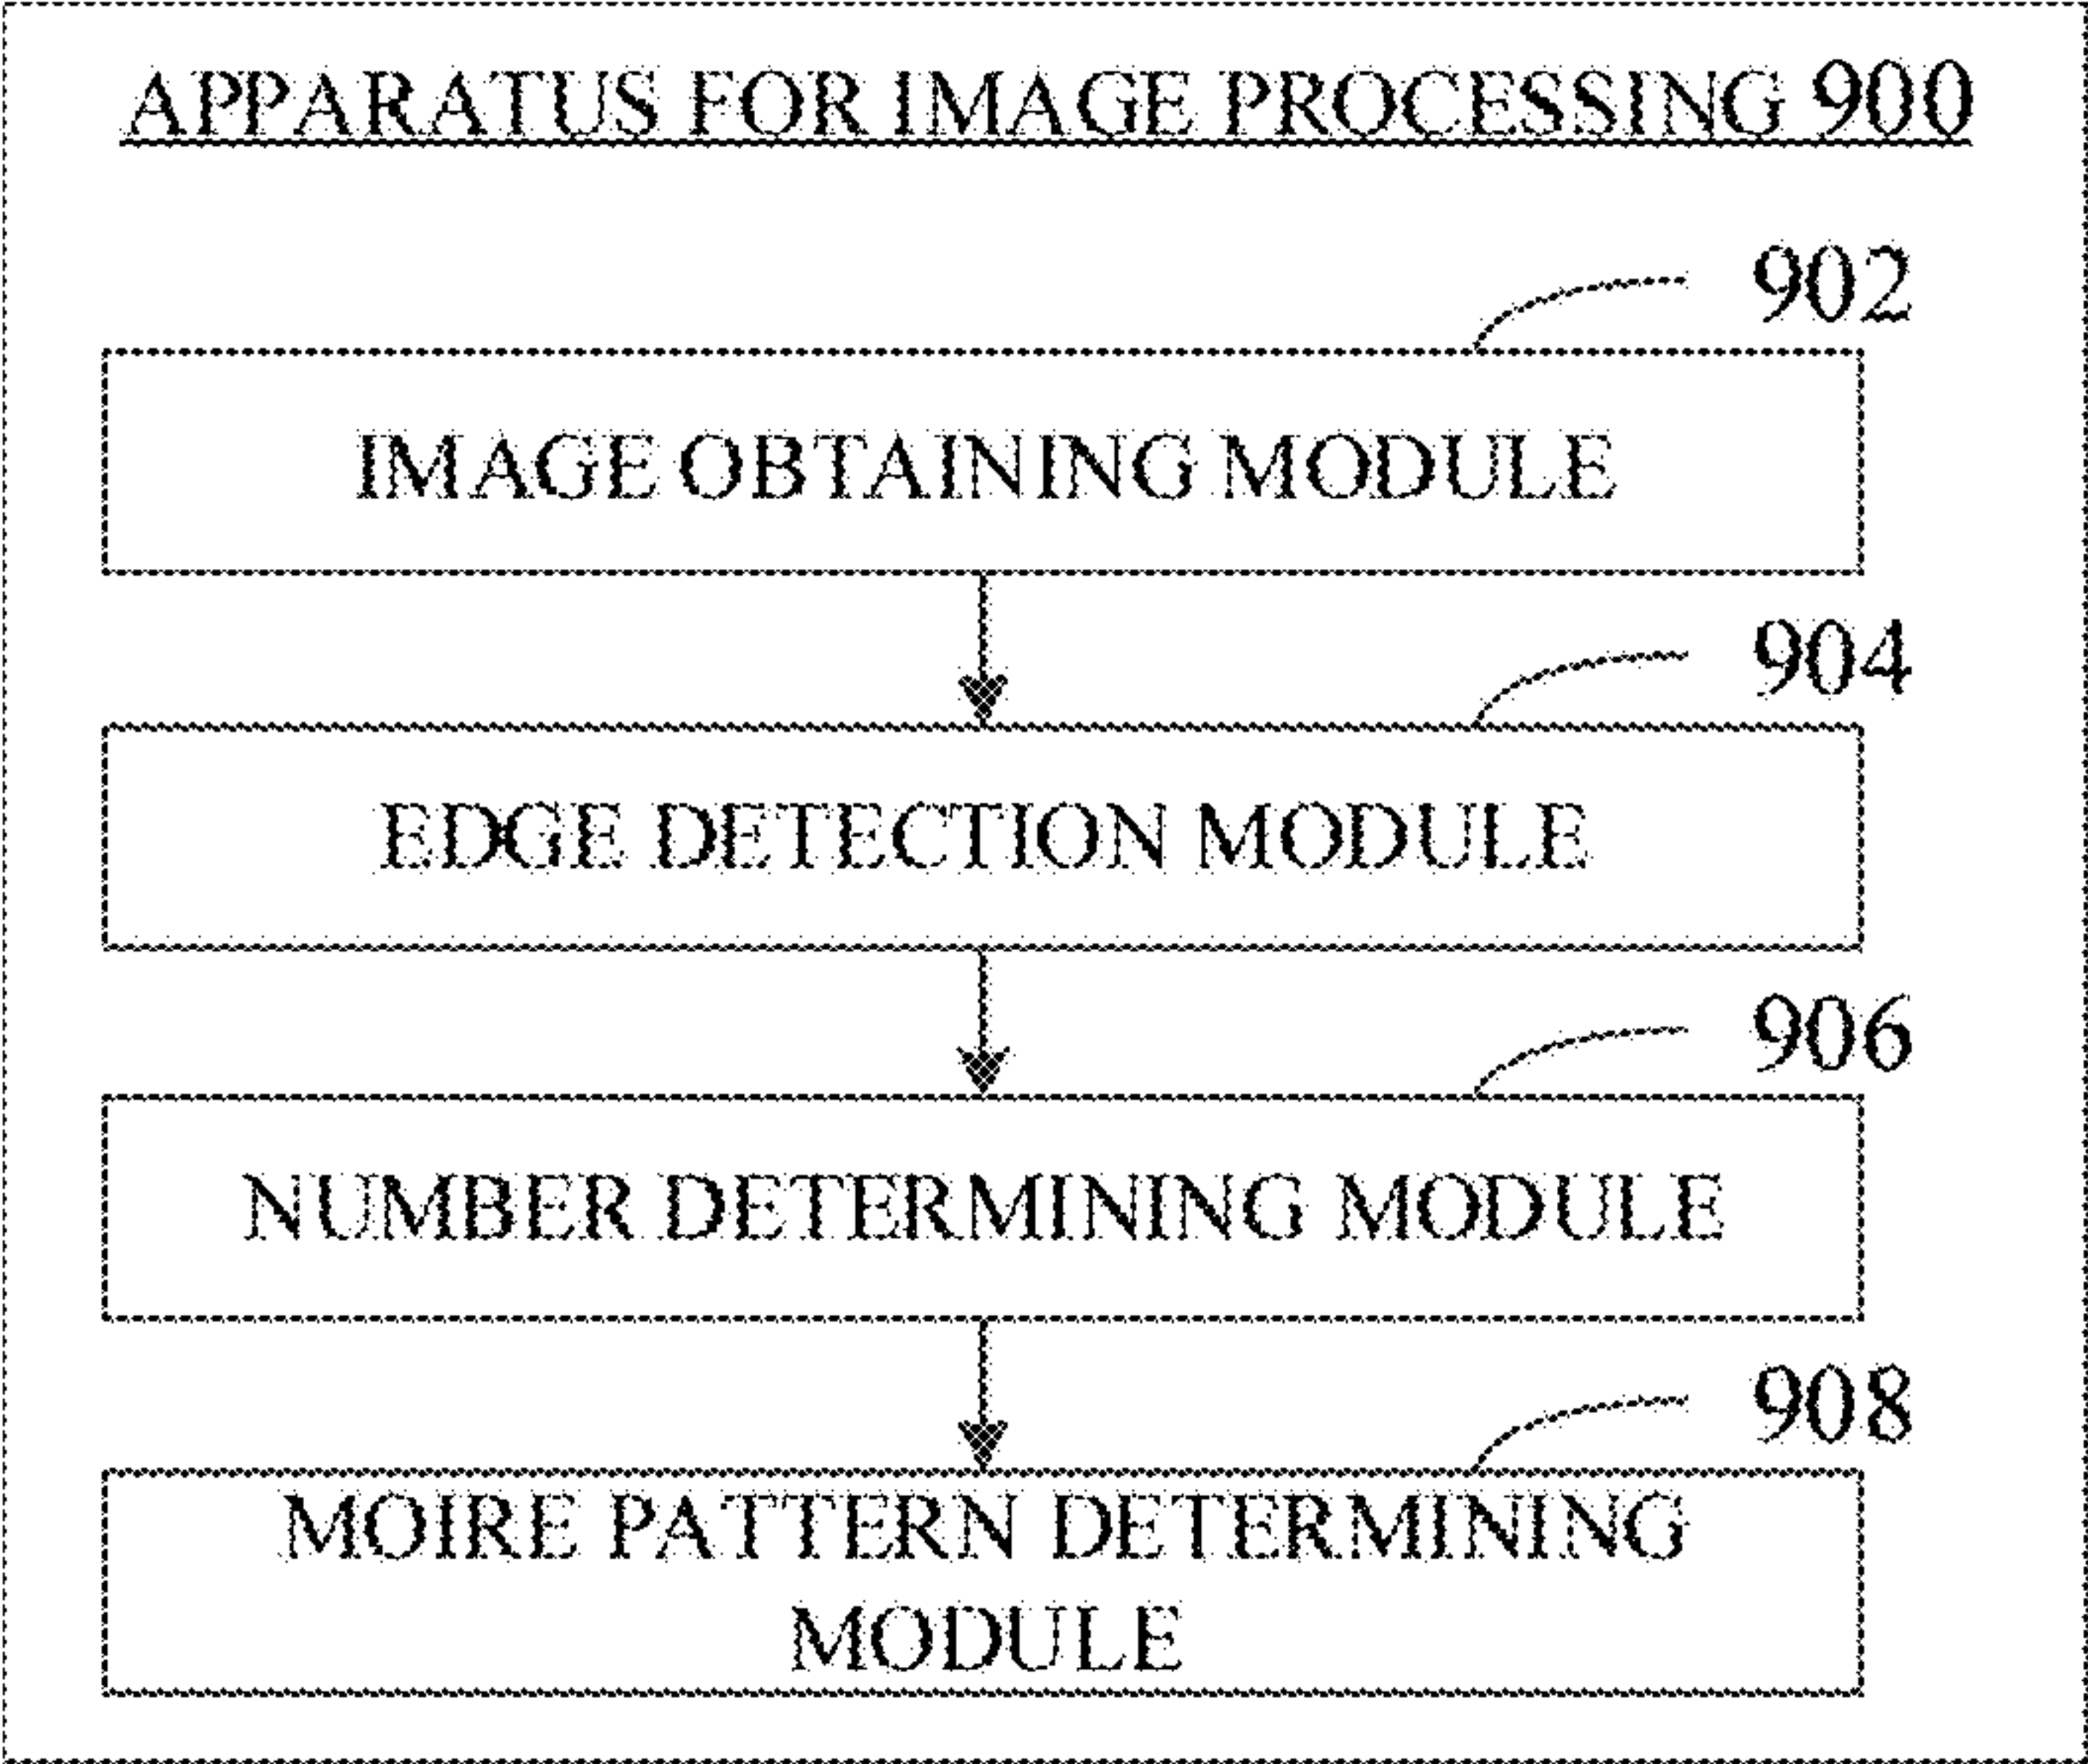 APPARATUS FOR IMAGE PROCESSING 900
902
IMAGE OBTAINING MODULE
904
EDGE DETECTION MODULE
906
NUMBER DETERMINING MODULE
908
MOIRE PATTERN DETERMINING
MODULE